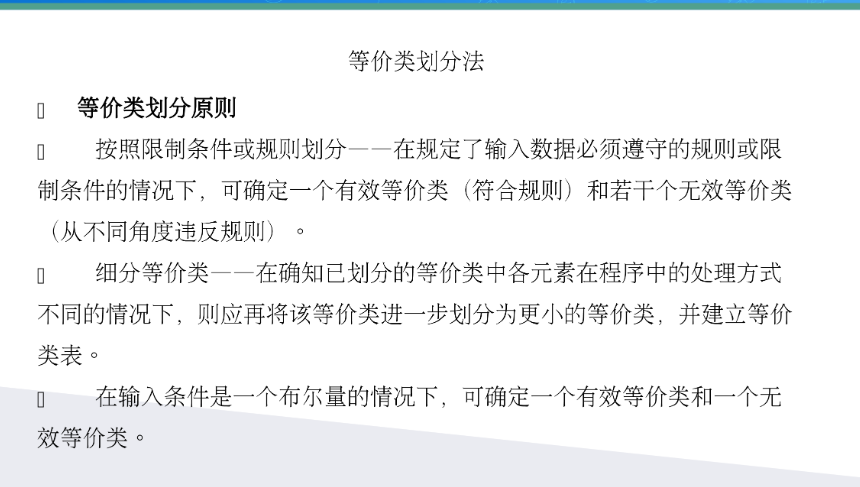 等价类划分法
等价类划分原则
按照限制条件或规则划分——在规定了输入数据必须遵守的规则或限
制条件的情况下，可确定一个有效等价类（符合规则）和若干个无效等价类
（从不同角度违反规则）。
细分等价类——在确知已划分的等价类中各元素在程序中的处理方式
不同的情况下，则应再将该等价类进一步划分为更小的等价类，并建立等价
类表。
在输入条件是一个布尔量的情况下，可确定一个有效等价类和一个无
效等价类。